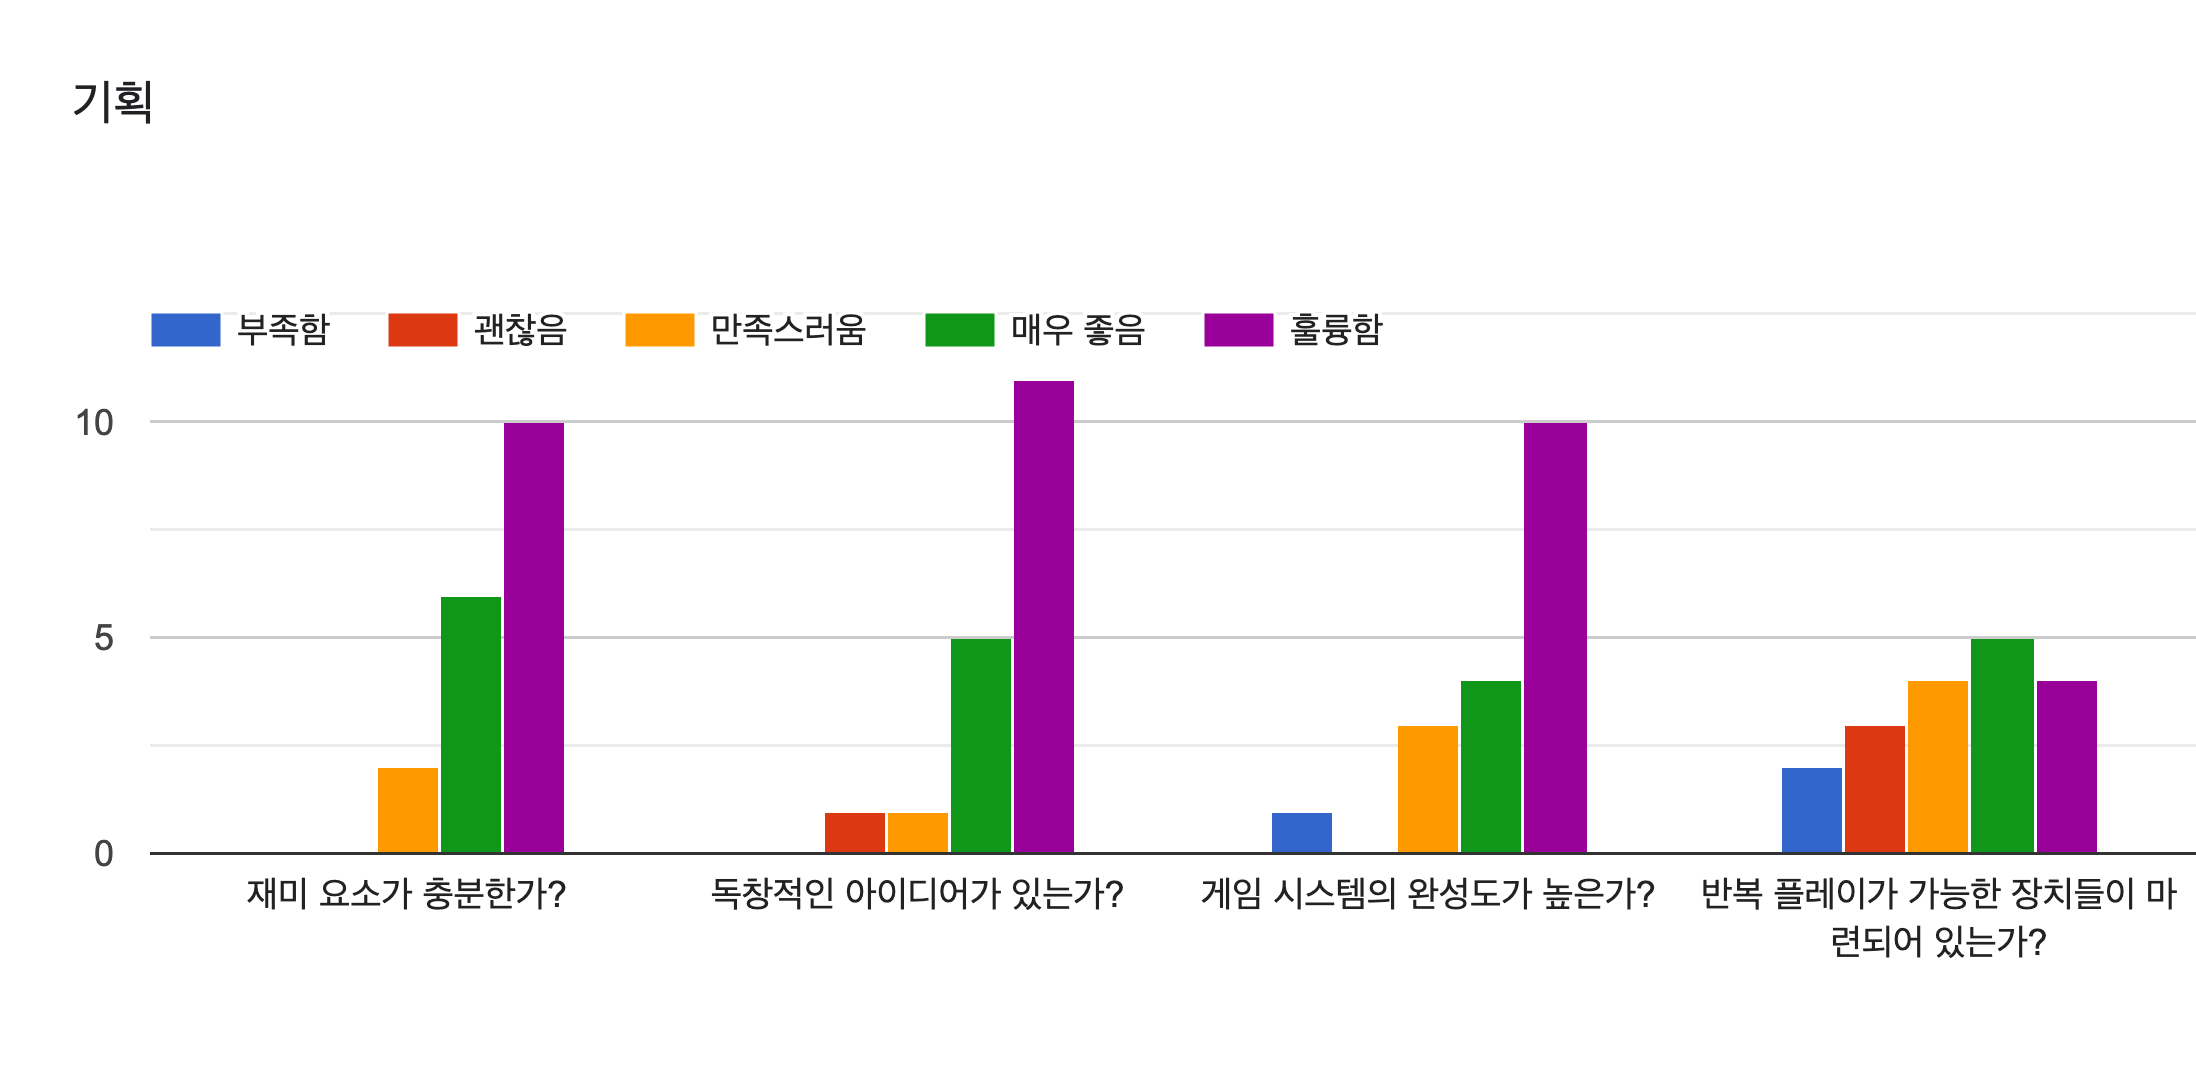 기획
부족함 괜찮음 만족스러움 매우 좋음 훌륭함
10
5
0
재미 요소가 충분한가? 독창적인 아이디어가 있는가? 게임 시스템의 완성도가 높은가? 반복 플레이가 가능한 장치들이 마
련되어 있는가?